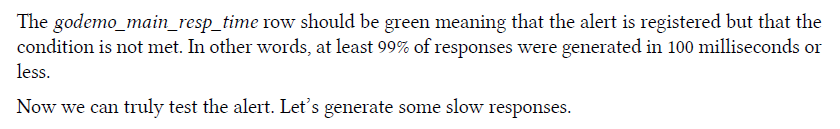 The godemo_main_resp_time row should be green meaning that the alert is registered but that the
condition is not met. In other words, at least 99% of responses were generated in 100 milliseconds or
less.
Now we can truly test the alert. Let’s generate some slow responses.